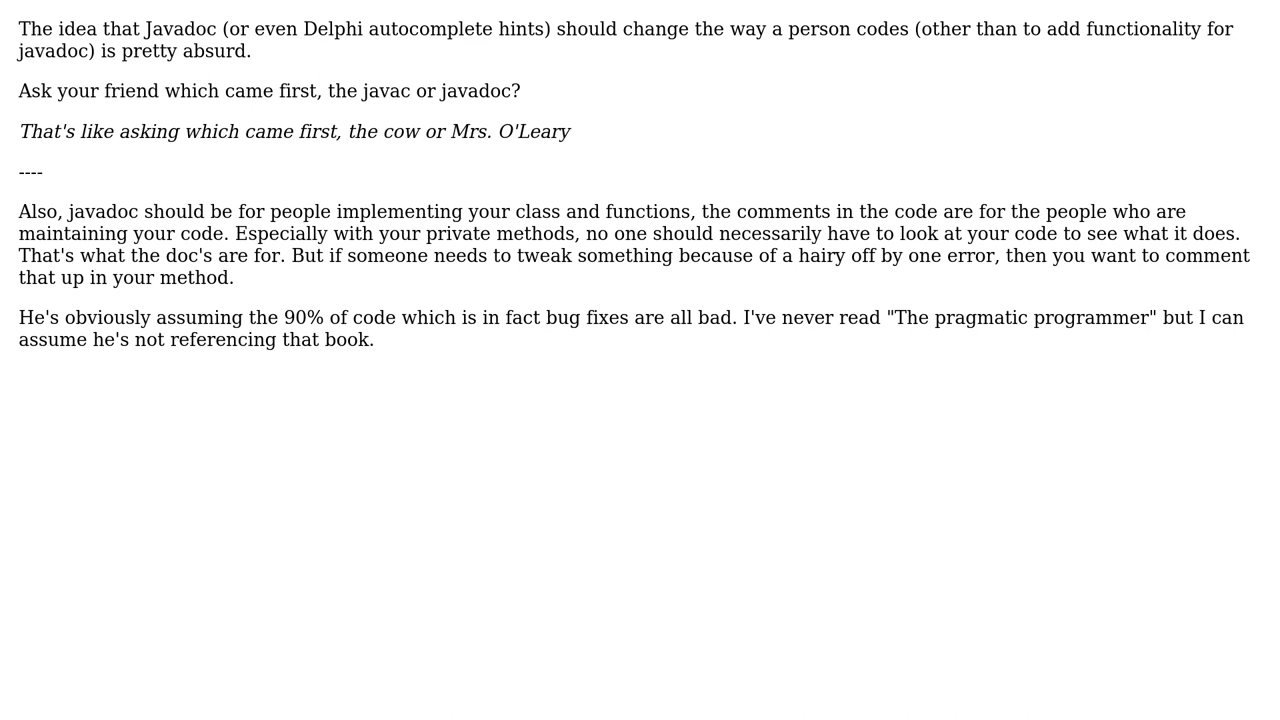 The idea that Javadoc (or even Delphi autocomplete hints) should change the way a person codes (other than to add functionality for
javadoc) is pretty absurd.
Ask your friend which came first, the javac or javadoc?
That's like asking which came first, the cow or Mrs. O'Leary
----
Also, javadoc should be for people implementing your class and functions, the comments in the code are for the people who are
maintaining your code. Especially with your private methods, no one should necessarily have to look at your code to see what it does.
That's what the doc's are for. But if someone needs to tweak something because of a hairy off by one error, then you want to comment
that up in your method.
He's obviously assuming the 90% of code which is in fact bug fixes are all bad. I've never read "The pragmatic programmer" but I can
assume he's not referencing that book.